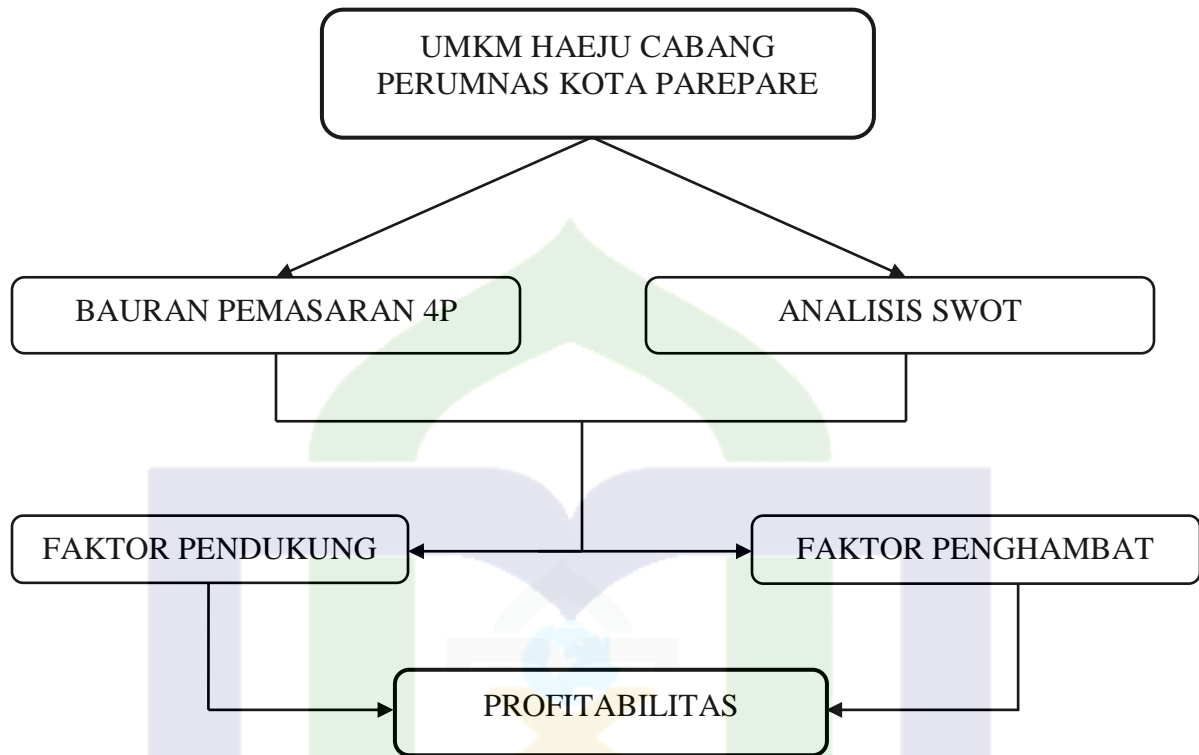 UMKM HAEJU CABANG
PERUMNAS KOTA PAREPARE
BAURAN PEMASARAN 4P
ANALISIS SWOT
FAKTOR PENDUKUNG
FAKTOR PENGHAMBAT
PROFITABILITAS